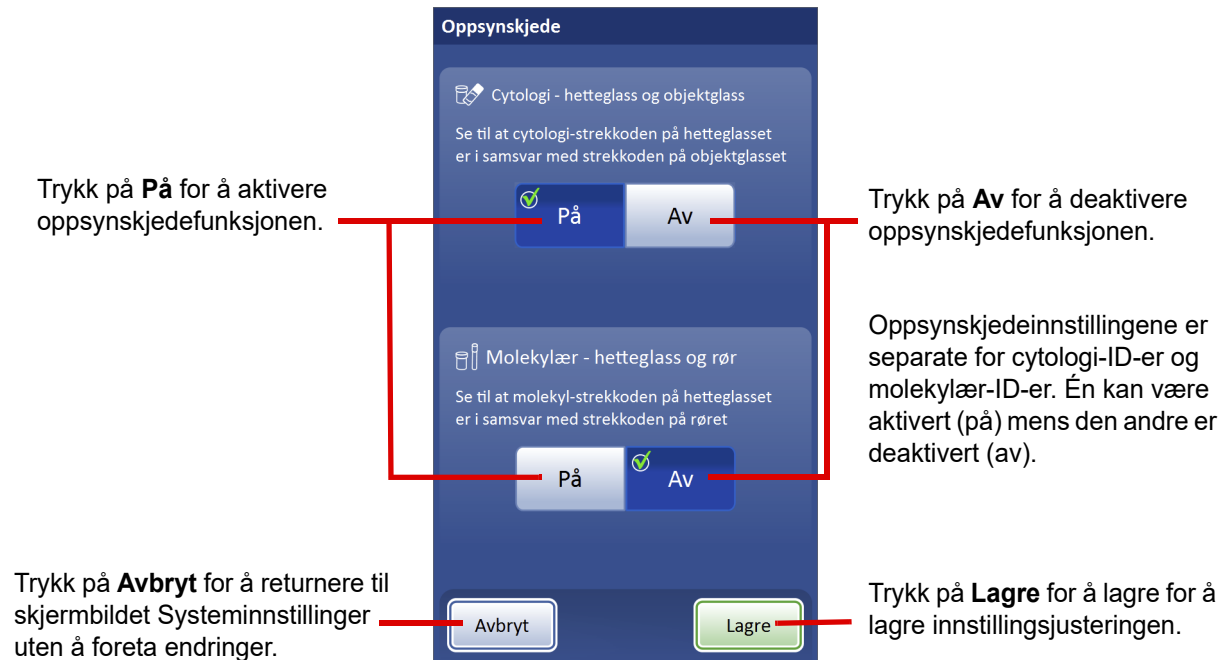 Oppsynskjede
Cytologi - hetteglass og objektglass
Se til at cytologi-strekkoden på hetteglasset
er i samsvar med strekkoden på objektglasset
På
Av
Trykk på På for å aktivere
oppsynskjedefunksjonen.
Trykk på Av for å deaktivere
oppsynskjedefunksjonen.
Oppsynskjedeinnstillingene er
separate for cytologi-ID-er og
molekylær-ID-er. Én kan være
aktivert (på) mens den andre er
deaktivert (av).
Molekylær - hetteglass og rør
Se til at molekyl-strekkoden på hetteglasset
er i samsvar med strekkoden på røret
På
Av
Trykk på Avbryt for å returnere til
skjermbildet Systeminnstillinger
uten å foreta endringer.
Avbryt
Lagre
Trykk på Lagre for å lagre for å
lagre innstillingsjusteringen.